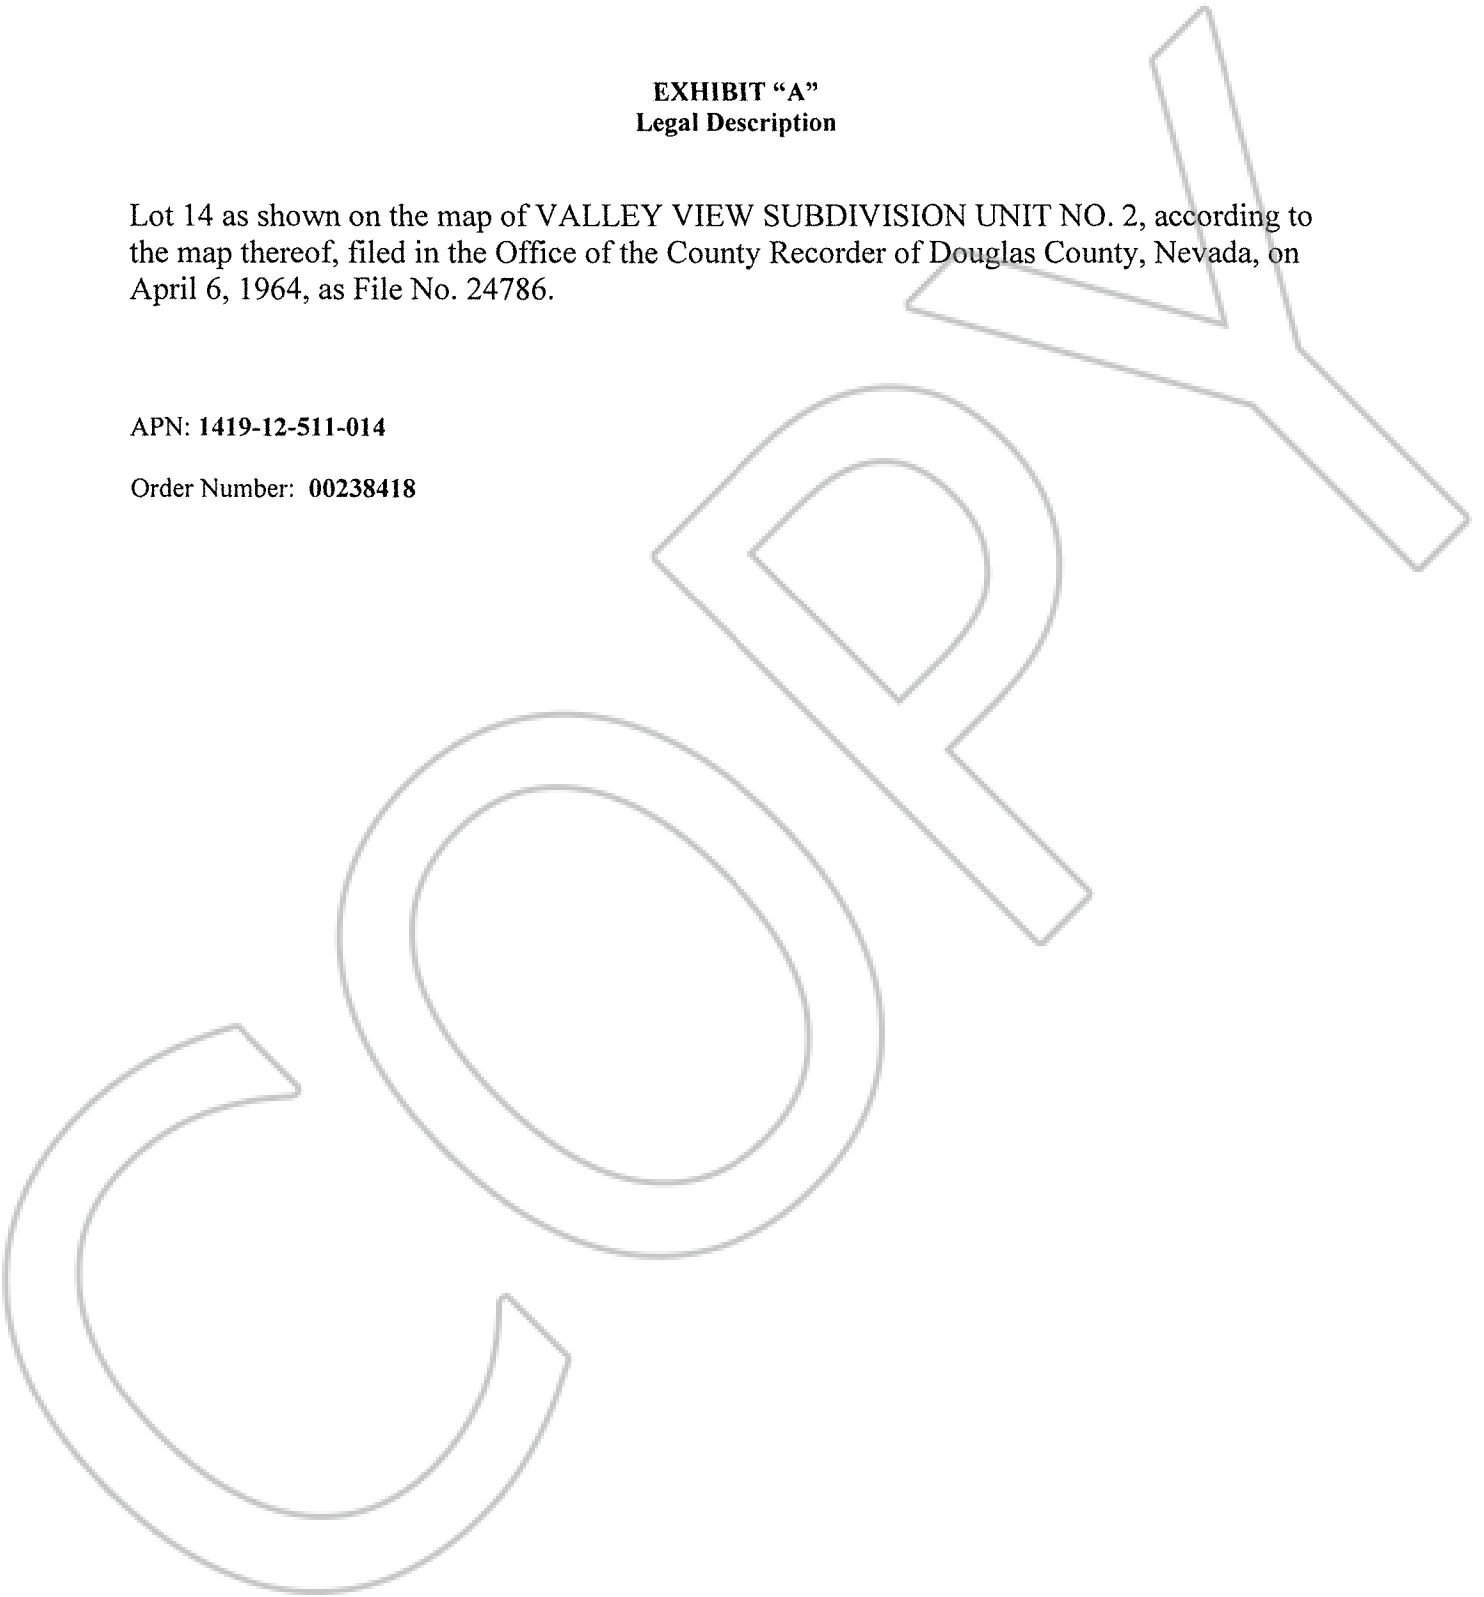 EXHIBIT “A”
Legal Description
Lot 14 as shown on the map of VALLEY VIEW SUBDIVISION UNIT NO. 2, according to
the map thereof, filed in the Office of the County Recorder of Douglas County, Nevada, on
April 6, 1964, as File No. 24786.
APN: 1419-12-511-014
Order Number: 00238418
COPY